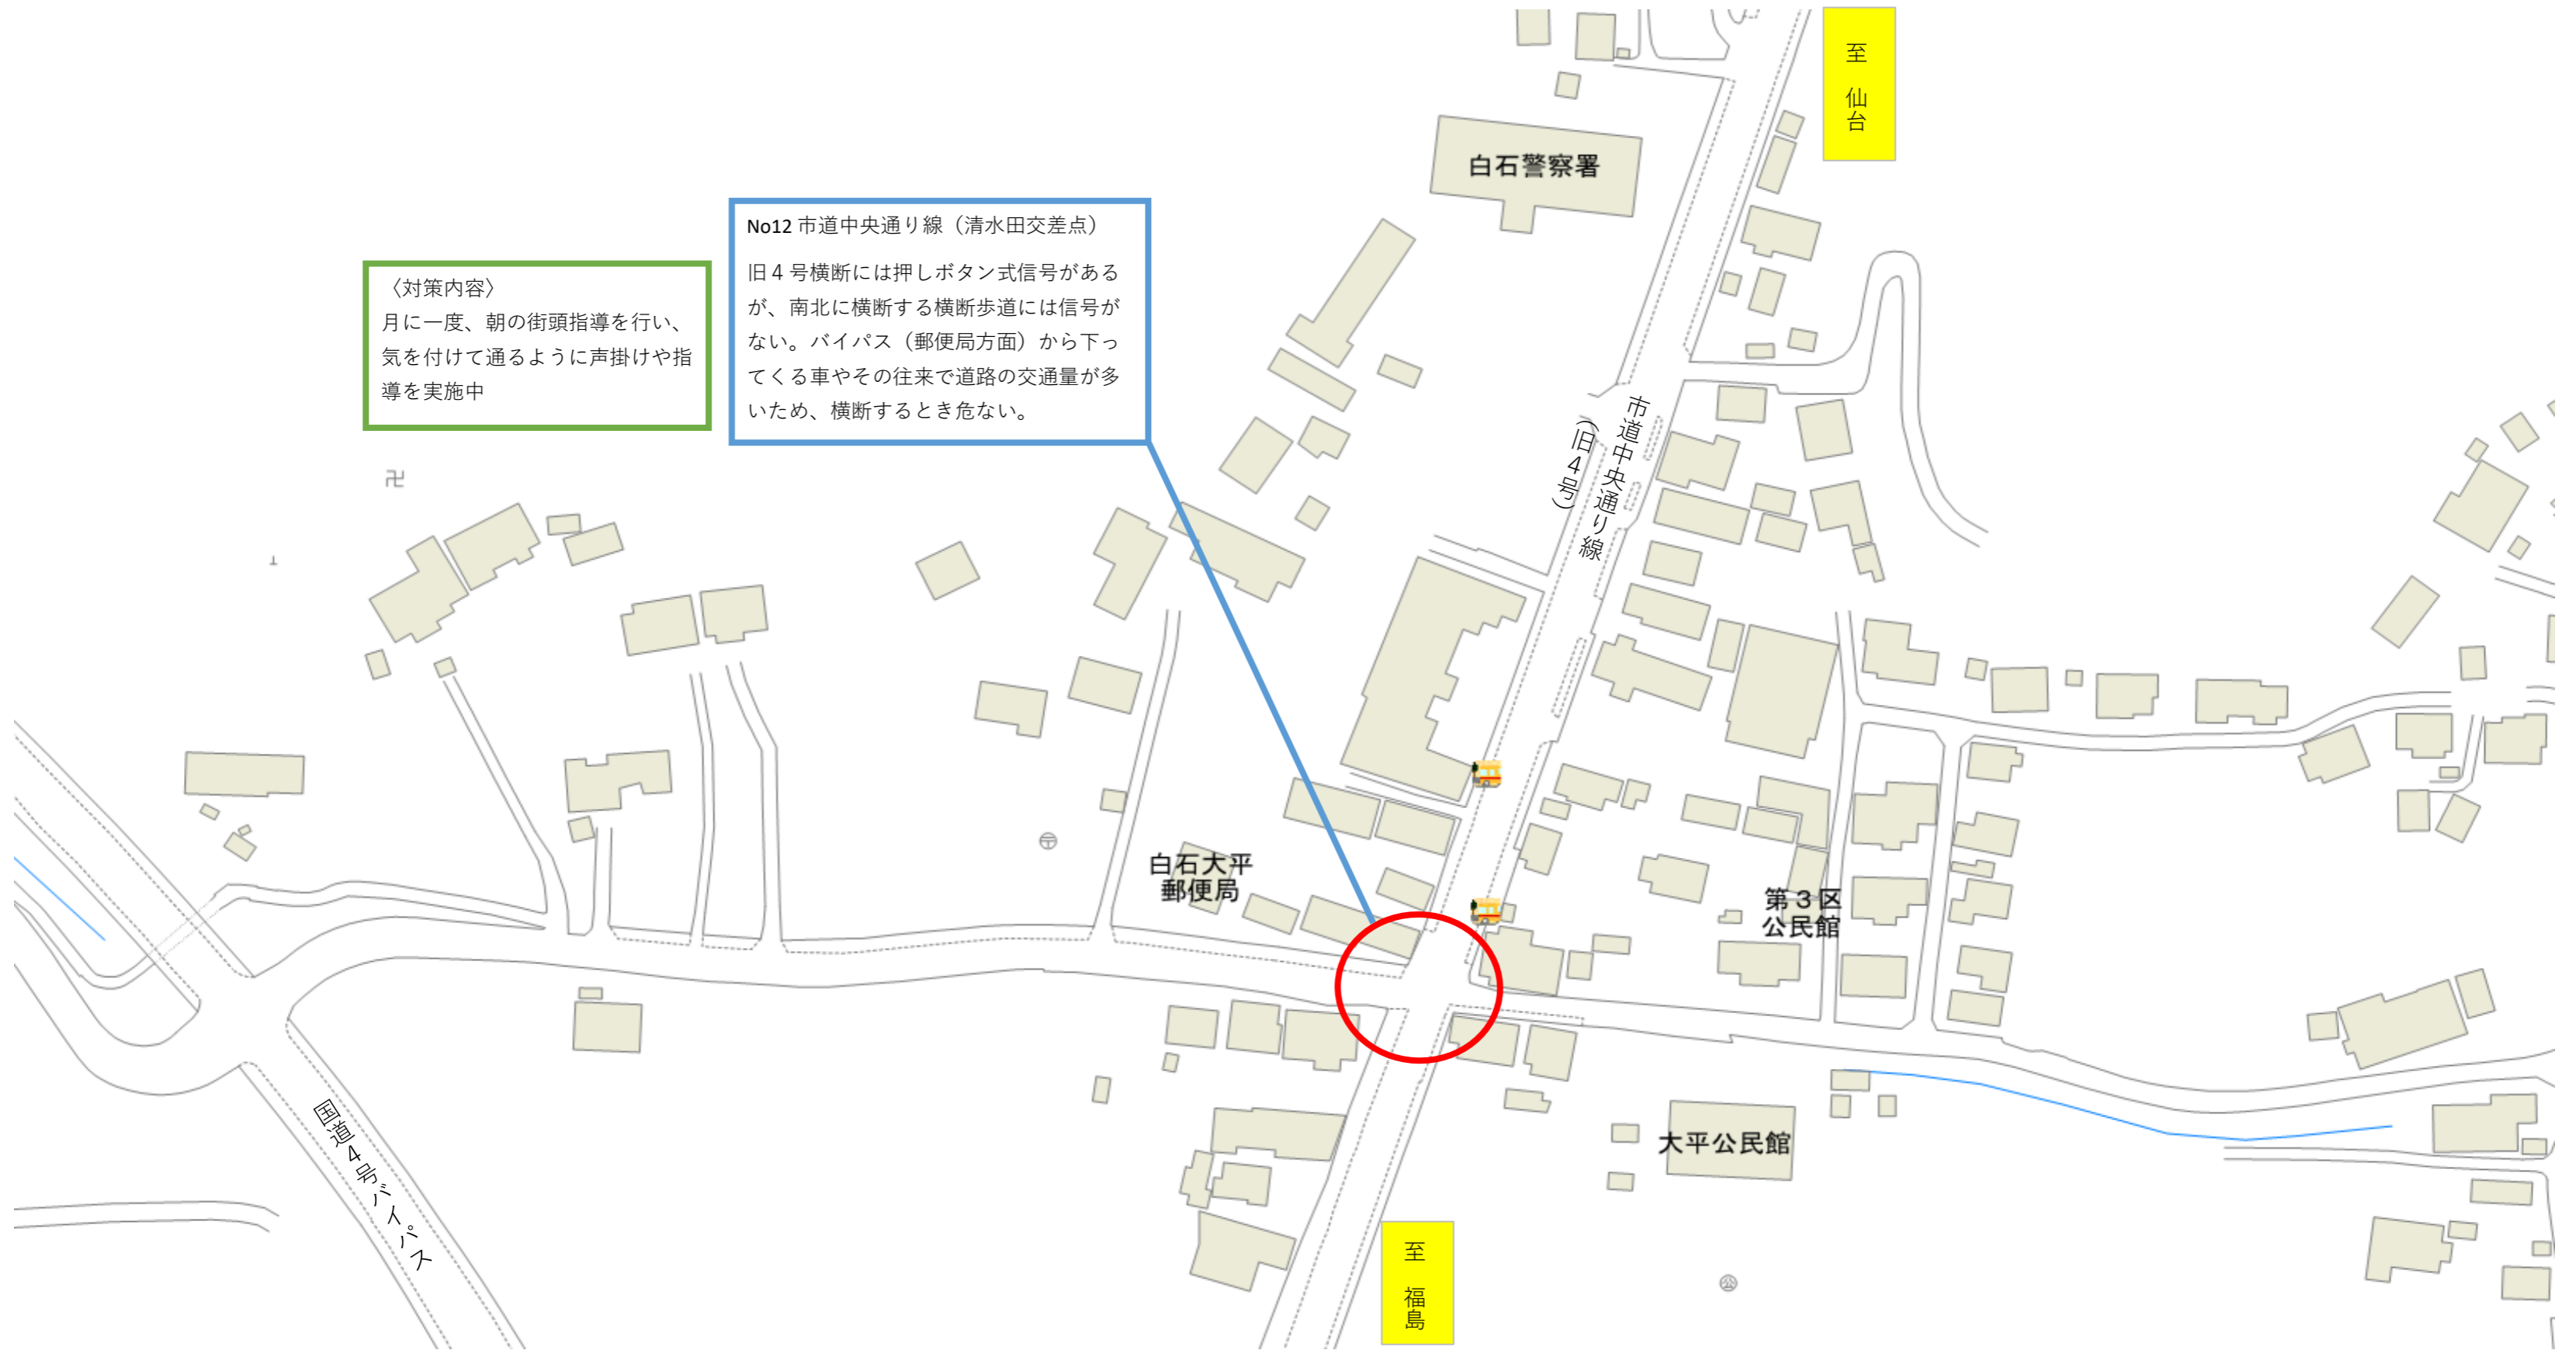 至 仙台
白石警察署
No12 市道中央通り線（清水田交差点）
旧４号横断には押しボタン式信号がある
が、南北に横断する横断歩道には信号が
ない。バイパス（郵便局方面）から下っ
てくる車やその往来で道路の交通量が多
いため、横断するとき危ない。
〈対策内容〉
月に一度、朝の街頭指導を行い、
気を付けて通るように声掛けや指
導を実施中
市道中央通り線
（旧４号）
白石大平
郵便局
第３区
公民館
大平公民館
国道４号バイパス
至 福島